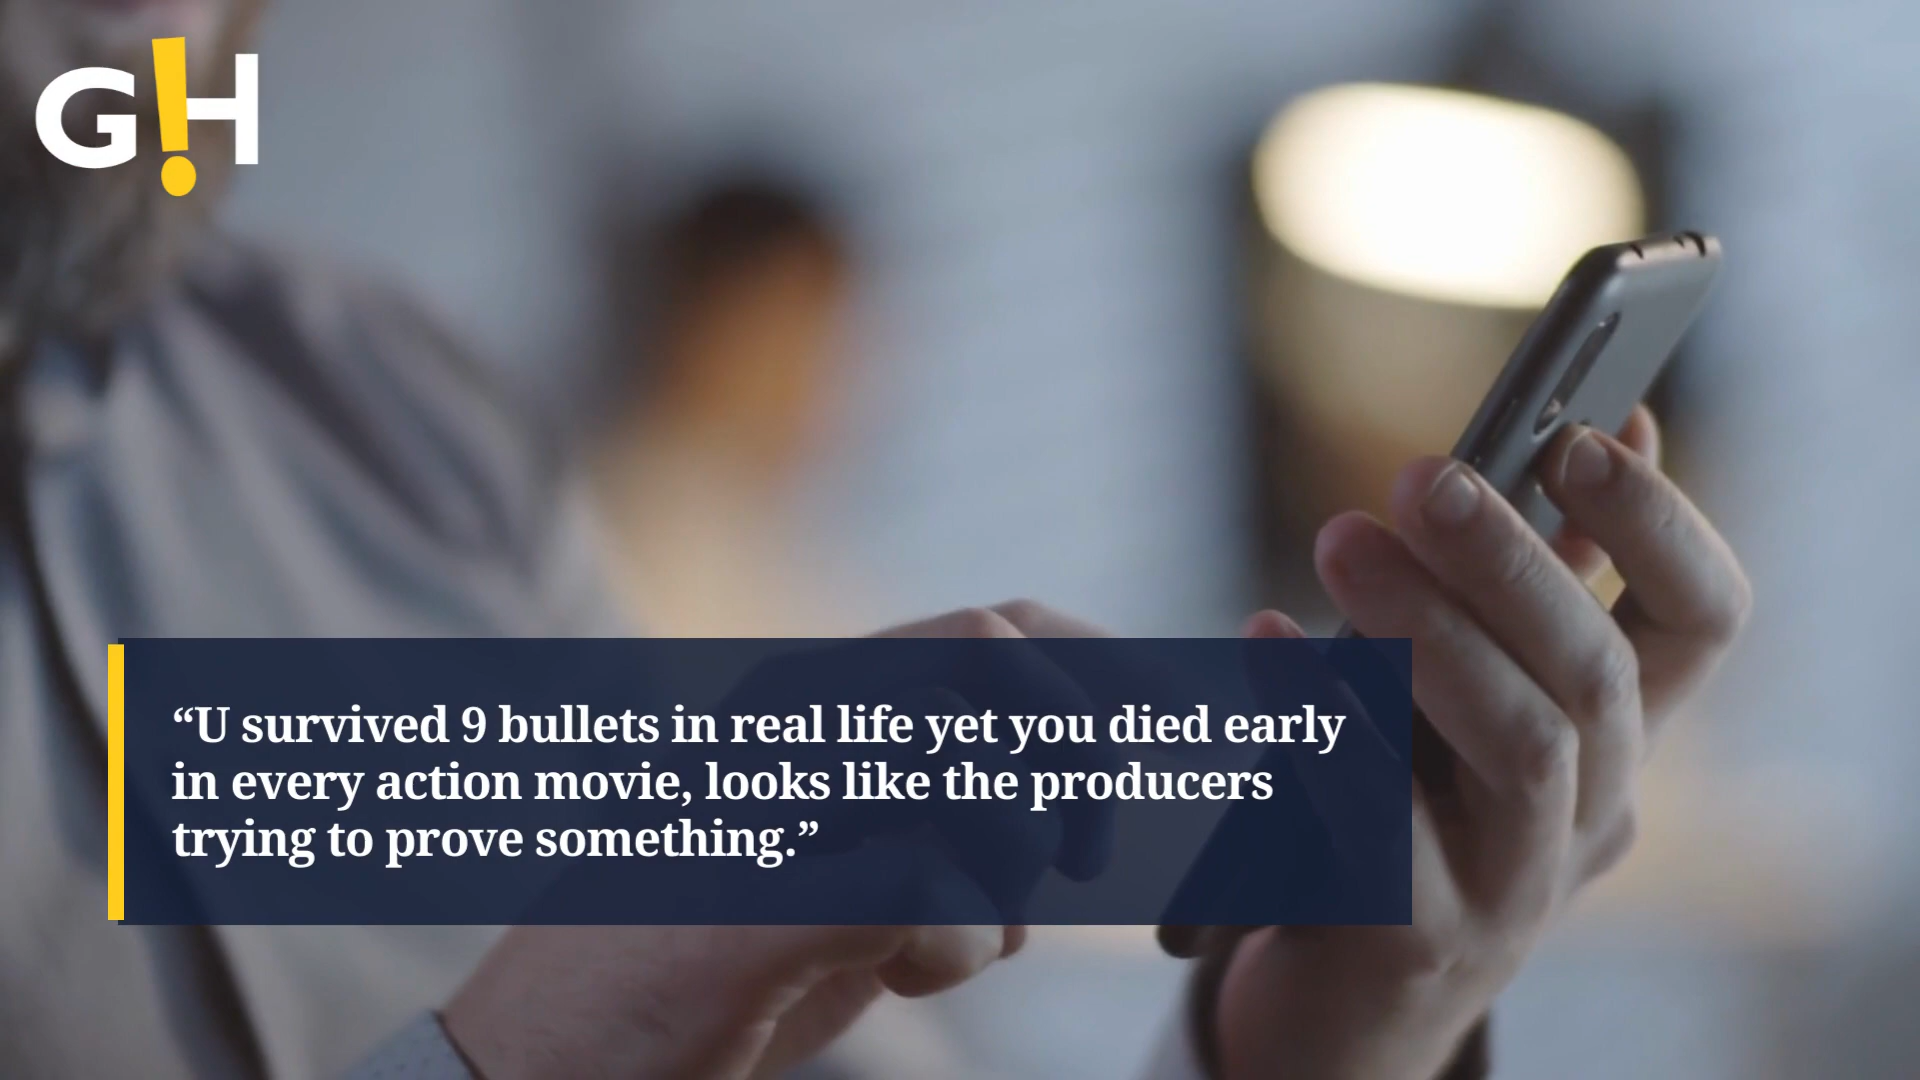 G!H
“U survived 9 bullets in real life yet you died early
in every action movie, looks like the producers
trying to prove something.”